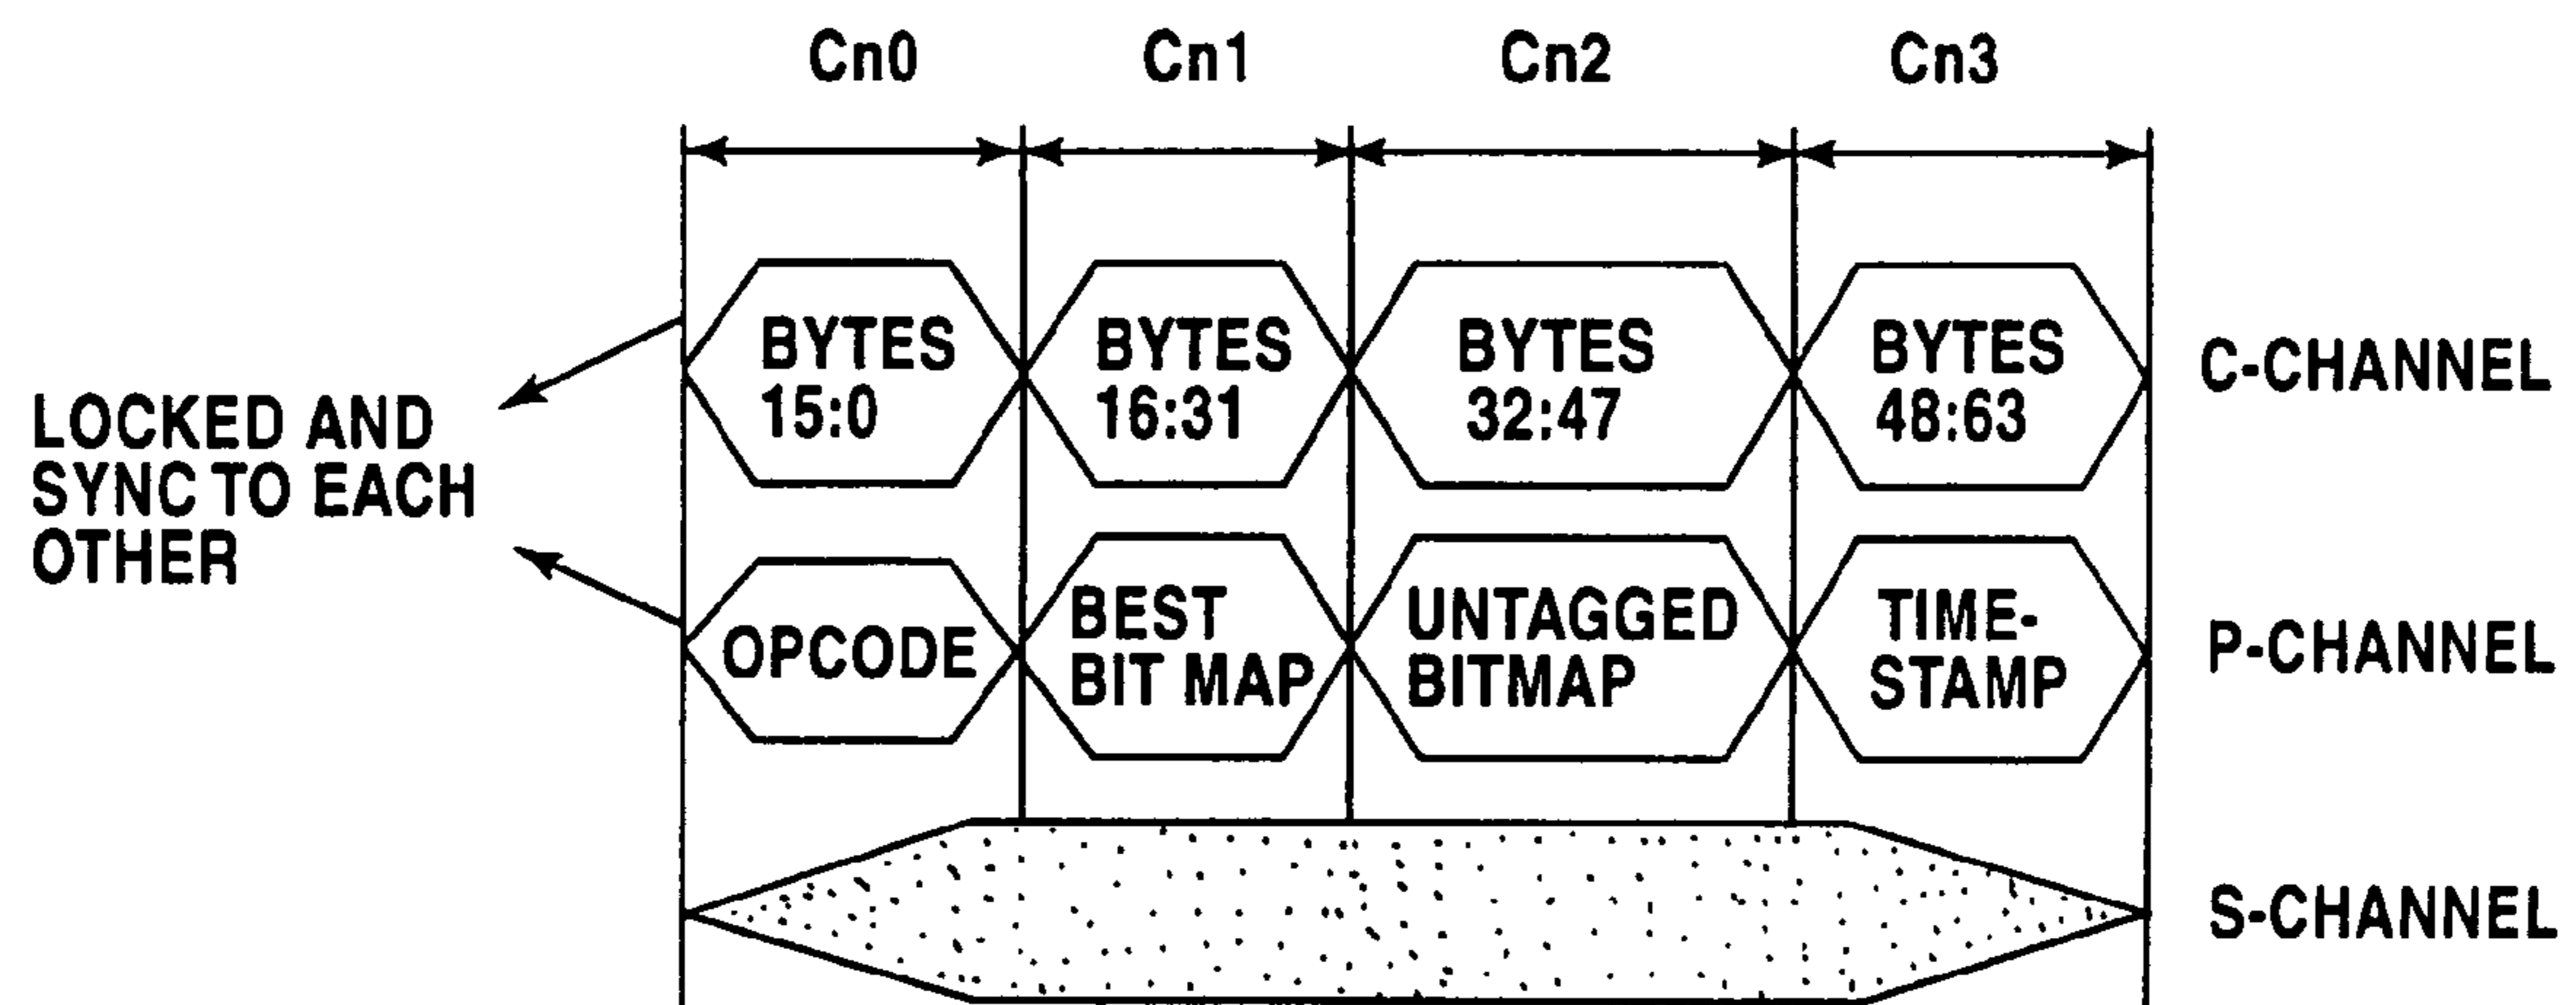 Cn0 Cn1 Cn2 Cn3
BYTES
15:0
BYTES
16:31
BYTES
32:47
BYTES
48:63
C-CHANNEL
LOCKED AND
SYNC TO EACH
OTHER
OPCODE
BEST
BIT MAP
UNTAGGED
BITMAP
TIME-
STAMP
P-CHANNEL
S-CHANNEL